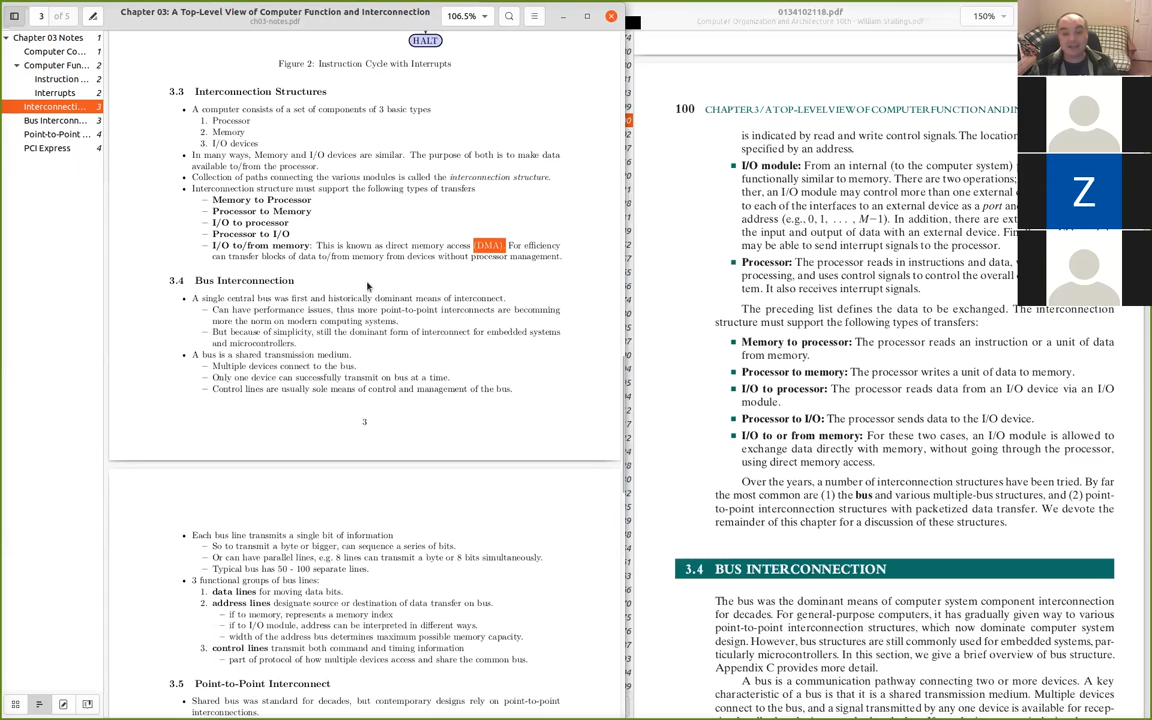 3 of 5
Chapter 03: A Top-Level View of Computer Function and Interconnection
ch03-notes.pdf
106.5%
Chapter 03 Notes 1
Computer Co... 1
Computer Fun... 2
Instruction ... 2
Interrupts 2
Interconnecti... 3
Bus Interconn... 3
Point-to-Point ... 4
PCI Express 4
HALT
Figure 2: Instruction Cycle with Interrupts
3.3 Interconnection Structures
• A computer consists of a set of components of 3 basic types
1. Processor
2. Memory
3. I/O devices
• In many ways, Memory and I/O devices are similar. The purpose of both is to make data
available to/from the processor.
• Collection of paths connecting the various modules is called the interconnection structure.
• Interconnection structure must support the following types of transfers
– Memory to Processor
– Processor to Memory
– I/O to processor
– Processor to I/O
– I/O to/from memory: This is known as direct memory access (DMA) For efficiency
can transfer blocks of data to/from memory from devices without processor management.
3.4 Bus Interconnection
• A single central bus was first and historically dominant means of interconnect.
– Can have performance issues, thus more point-to-point interconnects are becomming
more the norm on modern computing systems.
– But because of simplicity, still the dominant form of interconnect for embedded systems
and microcontrollers.
• A bus is a shared transmission medium.
– Multiple devices connect to the bus.
– Only one device can successfully transmit on bus at a time.
– Control lines are usually sole means of control and management of the bus.
3
• Each bus line transmits a single bit of information
– So to transmit a byte or bigger, can sequence a series of bits.
– Or can have parallel lines, e.g. 8 lines can transmit a byte or 8 bits simultaneously.
– Typical bus has 50 - 100 separate lines.
• 3 functional groups of bus lines:
1. data lines for moving data bits.
2. address lines designate source or destination of data transfer on bus.
– if to memory, represents a memory index
– if to I/O module, address can be interpreted in different ways.
– width of the address bus determines maximum possible memory capacity.
3. control lines transmit both command and timing information
– part of protocol of how multiple devices access and share the common bus.
3.5 Point-to-Point Interconnect
• Shared bus was standard for decades, but contemporary designs rely on point-to-point
interconnections.
0134102118.pdf
Computer Organization and Architecture 10th - William Stallings.pdf
150%
100 CHAPTER 3 / A TOP-LEVEL VIEW OF COMPUTER FUNCTION AND IN
is indicated by read and write control signals. The location
specified by an address.
■ I/O module: From an internal (to the computer system)
functionally similar to memory. There are two operations;
ther, an I/O module may control more than one external
to each of the interfaces to an external device as a port and
address (e.g., 0, 1, . . . , M−1). In addition, there are ext
the input and output of data with an external device. Fin
may be able to send interrupt signals to the processor.
■ Processor: The processor reads in instructions and data,
processing, and uses control signals to control the overall
tem. It also receives interrupt signals.
The preceding list defines the data to be exchanged. The interconnection
structure must support the following types of transfers:
■ Memory to processor: The processor reads an instruction or a unit of data
from memory.
■ Processor to memory: The processor writes a unit of data to memory.
■ I/O to processor: The processor reads data from an I/O device via an I/O
module.
■ Processor to I/O: The processor sends data to the I/O device.
■ I/O to or from memory: For these two cases, an I/O module is allowed to
exchange data directly with memory, without going through the processor,
using direct memory access.
Over the years, a number of interconnection structures have been tried. By far
the most common are (1) the bus and various multiple-bus structures, and (2) point-
to-point interconnection structures with packetized data transfer. We devote the
remainder of this chapter for a discussion of these structures.
3.4 BUS INTERCONNECTION
The bus was the dominant means of computer system component interconnection
for decades. For general-purpose computers, it has gradually given way to various
point-to-point interconnection structures, which now dominate computer system
design. However, bus structures are still commonly used for embedded systems, par-
ticularly microcontrollers. In this section, we give a brief overview of bus structure.
Appendix C provides more detail.
A bus is a communication pathway connecting two or more devices. A key
characteristic of a bus is that it is a shared transmission medium. Multiple devices
connect to the bus, and a signal transmitted by any one device is available for recep-
Z